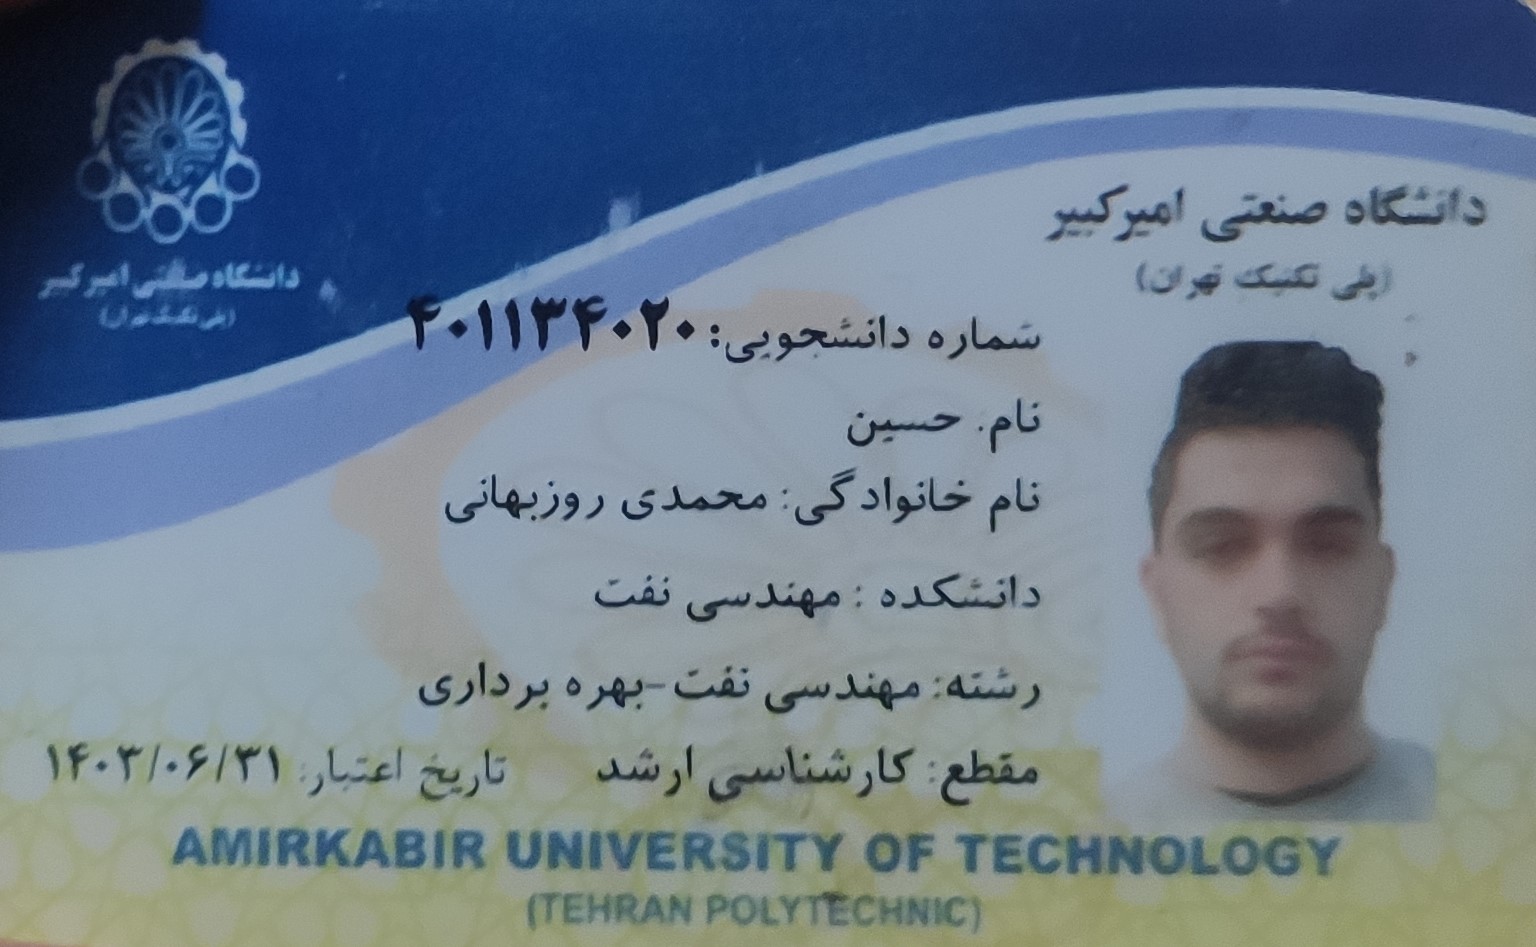 دانشگاه صنعتی امیرکبیر
(پلی تکنیک تهران)
دانشگاه صنعتی امیرکبیر
(پلی تکنیک تهران)
شماره دانشجویی: ۴۰۱۱۳۴۰۲۰
نام: حسین
نام خانوادگی: محمدی روزبهانی
دانشکده : مهندسی نفت
رشته: مهندسی نفت-بهره برداری
مقطع: کارشناسی ارشد تاریخ اعتبار: ۱۴۰۳/۰۶/۳۱
AMIRKABIR UNIVERSITY OF TECHNOLOGY
(TEHRAN POLYTECHNIC)